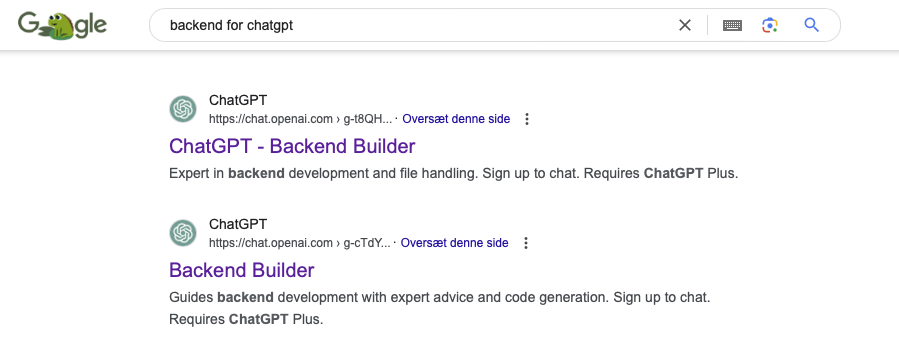 Google
backend for chatgpt
ChatGPT
https://chat.openai.com › g-t8QH... · Oversæt denne side
ChatGPT - Backend Builder
Expert in backend development and file handling. Sign up to chat. Requires ChatGPT Plus.
ChatGPT
https://chat.openai.com › g-cTdY... · Oversæt denne side
Backend Builder
Guides backend development with expert advice and code generation. Sign up to chat.
Requires ChatGPT Plus.